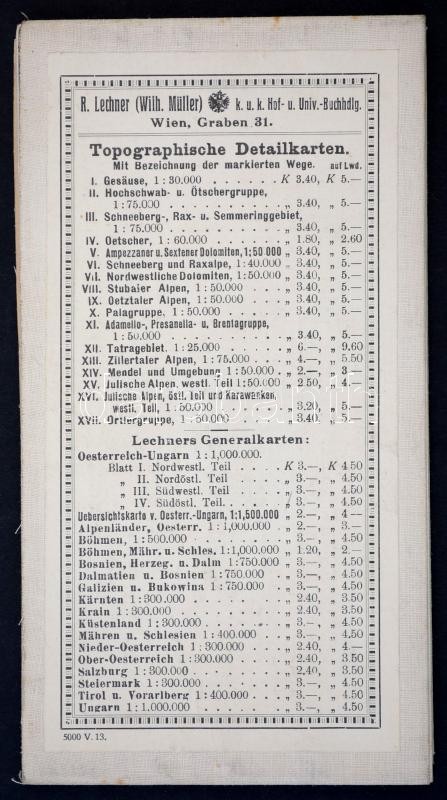 R. Lechner (Wilh. Müller) k. u. k. Hof- u. Univ.-Buchhdlg.
Wien, Graben 31.
Topographische Detailkarten.
Mit Bezeichnung der markierten Wege. auf Lwd.
I. Gesäuse, 1:30.000 . . . . . . . . K 3.40, K 5.—
II. Hochschwab- u. Ötschergruppe,
1:75.000 . . . . . . . . . . . „ 3.40, „ 5.—
III. Schneeberg-, Rax- u. Semmeringgebiet,
1:75.000 . . . . . . . . . . . „ 3.40, „ 5.—
IV. Oetscher, 1:60.000 . . . . . . „ 1.80, „ 2.60
V. Ampezzaner u. Sextener Dolomiten, 1:50 000 „ 3.40, „ 5.—
VI. Schneeberg und Raxalpe, 1:40.000 „ 3.40, „ 5.—
VII. Nordwestliche Dolomiten, 1:50.000 „ 3.40, „ 5.—
VIII. Stubaier Alpen, 1:50.000 . . . „ 3.40, „ 5.—
IX. Oetztaler Alpen, 1:50.000 . . . „ 3.40, „ 5.—
X. Palagruppe, 1:50.000 . . . . . „ 3.40, „ 5.—
XI. Adamello-, Presanella- u. Brentagruppe,
1:50.000 . . . . . . . . . . . „ 3.40, „ 5.—
XII. Tatragebiet. 1:25.000 . . . . . „ 6.—, „ 9.60
XIII. Zillertaler Alpen, 1:75.000 . . . „ 4.—, „ 5.50
XIV. Mendel und Umgebung 1:50.000 „ 2.—, „ 3—
XV. Julische Alpen, westl. Teil 1:50.000 „ 2.50, „ 4.—
XVI. Julische Alpen, östl. Teil und Karawanken,
westl. Teil, 1:50.000 . . . . . „ 3.20, „ 5.—
XVII. Ortlergruppe, 1:50.000 . . . . „ 3.40, „ 5.—
Lechners Generalkarten:
Oesterreich-Ungarn 1:1,000.000.
Blatt I. Nordwestl. Teil . . . . K 3.—, K 4.50
„ II. Nordöstl. Teil . . . . „ 3.—, „ 4.50
„ III. Südwestl. Teil . . . . „ 3.—, „ 4.50
„ IV. Südöstl. Teil . . . . „ 3.—, „ 4.50
Uebersichtskarte v. Oesterr.-Ungarn, 1:1,500.000 „ 2.—, „ 4.—
Alpenländer, Oesterr. 1:1,000.000 . . „ 2.—, „ 3.—
Böhmen, 1:500.000 . . . . . . . . „ 3.—, „ 4.50
Böhmen, Mähr. u. Schles. 1:1,000.000 „ 1.20, „ 2.—
Bosnien, Herzeg. u. Dalm 1:750.000 „ 3.—, „ 4.50
Dalmatien u. Bosnien 1:750.000 . . „ 3.—, „ 4.50
Galizien u. Bukowina 1:750.000 . . „ 3.—, „ 4.50
Kärnten 1:300.000 . . . . . . . . „ 2.40, „ 3.50
Krain 1:300.000 . . . . . . . . . „ 2.40, „ 3.50
Küstenland 1:300.000 . . . . . . „ 3.—, „ 4.50
Mähren u. Schlesien 1:400.000 . . . „ 3.—, „ 4.50
Nieder-Oesterreich 1:300.000 . . . „ 2.40, „ 4.—
Ober-Oesterreich 1:300.000 . . . . „ 2.40, „ 3.50
Salzburg 1:300.000 . . . . . . . „ 2.40, „ 3.50
Steiermark 1:300.000 . . . . . . „ 3.—, „ 4.50
Tirol u. Vorarlberg 1:400.000 . . . „ 3.—, „ 4.50
Ungarn 1:1,000.000 . . . . . . . „ 3.—, „ 4.50
5000 V. 13.